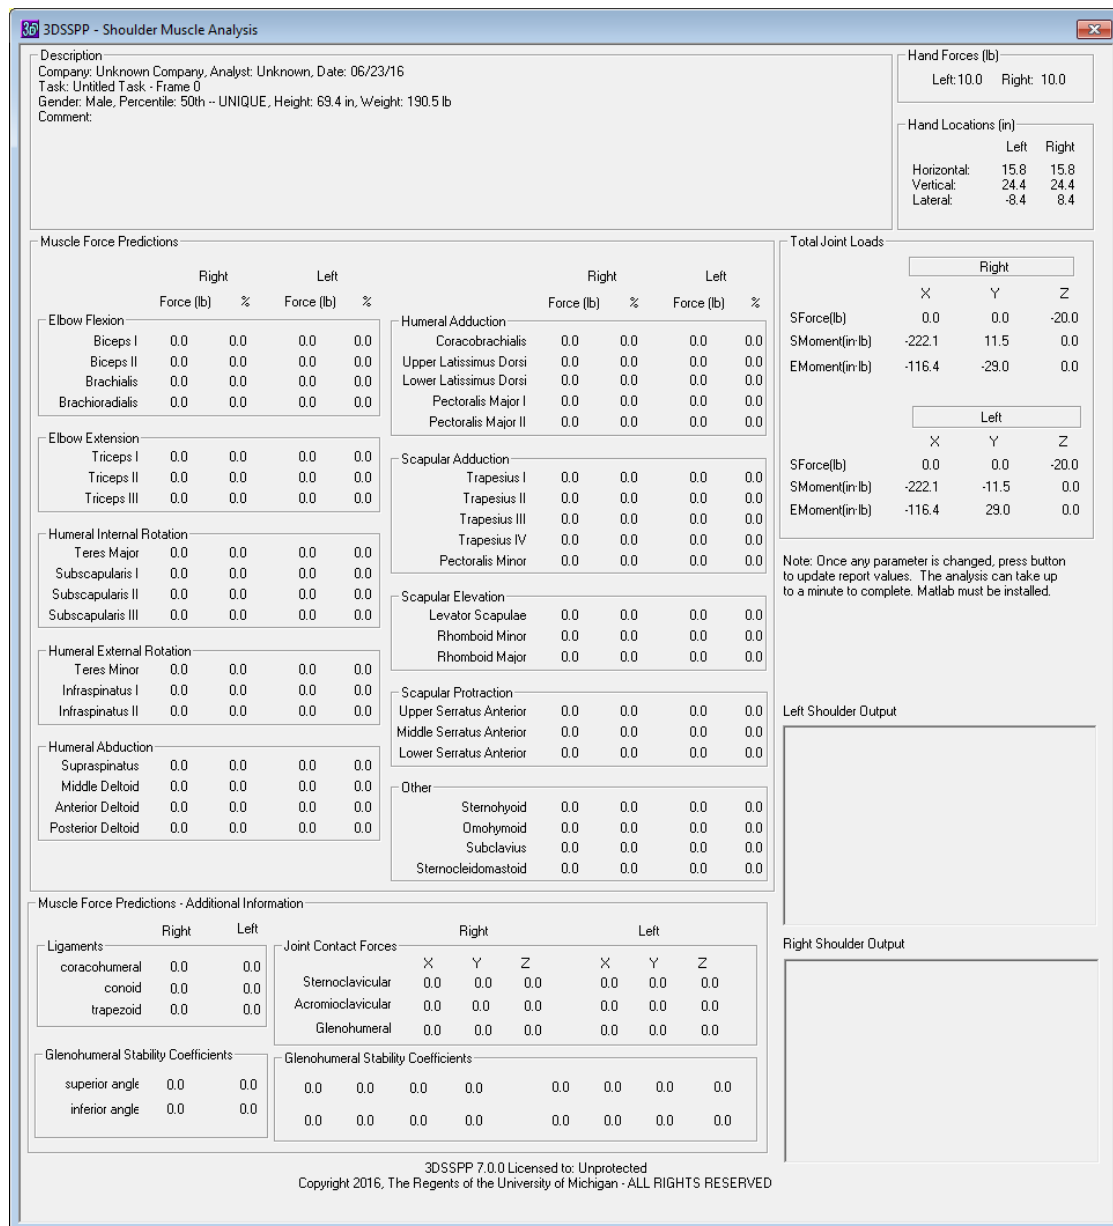 3DSSPP - Shoulder Muscle Analysis
Description
Company: Unknown Company, Analyst: Unknown, Date: 06/23/16
Task: Untitled Task - Frame 0
Gender: Male, Percentile: 50th -- UNIQUE, Height: 69.4 in, Weight: 190.5 lb
Comment:
Hand Forces (lb)
Left: 10.0 Right: 10.0
Hand Locations (in)
Left Right
Horizontal: 15.8 15.8
Vertical: 24.4 24.4
Lateral: -8.4 8.4
Muscle Force Predictions
Right Left
Force (lb) % Force (lb) %
Elbow Flexion
Biceps I 0.0 0.0 0.0 0.0
Biceps II 0.0 0.0 0.0 0.0
Brachialis 0.0 0.0 0.0 0.0
Brachioradialis 0.0 0.0 0.0 0.0
Elbow Extension
Triceps I 0.0 0.0 0.0 0.0
Triceps II 0.0 0.0 0.0 0.0
Triceps III 0.0 0.0 0.0 0.0
Humeral Internal Rotation
Teres Major 0.0 0.0 0.0 0.0
Subscapularis I 0.0 0.0 0.0 0.0
Subscapularis II 0.0 0.0 0.0 0.0
Subscapularis III 0.0 0.0 0.0 0.0
Humeral External Rotation
Teres Minor 0.0 0.0 0.0 0.0
Infraspinatus I 0.0 0.0 0.0 0.0
Infraspinatus II 0.0 0.0 0.0 0.0
Humeral Abduction
Supraspinatus 0.0 0.0 0.0 0.0
Middle Deltoid 0.0 0.0 0.0 0.0
Anterior Deltoid 0.0 0.0 0.0 0.0
Posterior Deltoid 0.0 0.0 0.0 0.0
Right Left
Force (lb) % Force (lb) %
Humeral Adduction
Coracobrachialis 0.0 0.0 0.0 0.0
Upper Latissimus Dorsi 0.0 0.0 0.0 0.0
Lower Latissimus Dorsi 0.0 0.0 0.0 0.0
Pectoralis Major I 0.0 0.0 0.0 0.0
Pectoralis Major II 0.0 0.0 0.0 0.0
Scapular Adduction
Trapesius I 0.0 0.0 0.0 0.0
Trapesius II 0.0 0.0 0.0 0.0
Trapesius III 0.0 0.0 0.0 0.0
Trapesius IV 0.0 0.0 0.0 0.0
Pectoralis Minor 0.0 0.0 0.0 0.0
Scapular Elevation
Levator Scapulae 0.0 0.0 0.0 0.0
Rhomboid Minor 0.0 0.0 0.0 0.0
Rhomboid Major 0.0 0.0 0.0 0.0
Scapular Protraction
Upper Serratus Anterior 0.0 0.0 0.0 0.0
Middle Serratus Anterior 0.0 0.0 0.0 0.0
Lower Serratus Anterior 0.0 0.0 0.0 0.0
Other
Sternohyoid 0.0 0.0 0.0 0.0
Omohymoid 0.0 0.0 0.0 0.0
Subclavius 0.0 0.0 0.0 0.0
Sternocleidomastoid 0.0 0.0 0.0 0.0
Total Joint Loads
Right
X Y Z
SForce(lb) 0.0 0.0 -20.0
SMoment(in·lb) -222.1 11.5 0.0
EMoment(in·lb) -116.4 -29.0 0.0
Left
X Y Z
SForce(lb) 0.0 0.0 -20.0
SMoment(in·lb) -222.1 -11.5 0.0
EMoment(in·lb) -116.4 29.0 0.0
Note: Once any parameter is changed, press button
to update report values. The analysis can take up
to a minute to complete. Matlab must be installed.
Left Shoulder Output
Right Shoulder Output
Muscle Force Predictions - Additional Information
Right Left
Ligaments
coracohumeral 0.0 0.0
conoid 0.0 0.0
trapezoid 0.0 0.0
Right Left
Joint Contact Forces
X Y Z X Y Z
Sternoclavicular 0.0 0.0 0.0 0.0 0.0 0.0
Acromioclavicular 0.0 0.0 0.0 0.0 0.0 0.0
Glenohumeral 0.0 0.0 0.0 0.0 0.0 0.0
Glenohumeral Stability Coefficients
superior angle 0.0 0.0
inferior angle 0.0 0.0
Glenohumeral Stability Coefficients
0.0 0.0 0.0 0.0 0.0 0.0 0.0 0.0
0.0 0.0 0.0 0.0 0.0 0.0 0.0 0.0
3DSSPP 7.0.0 Licensed to: Unprotected
Copyright 2016, The Regents of the University of Michigan - ALL RIGHTS RESERVED